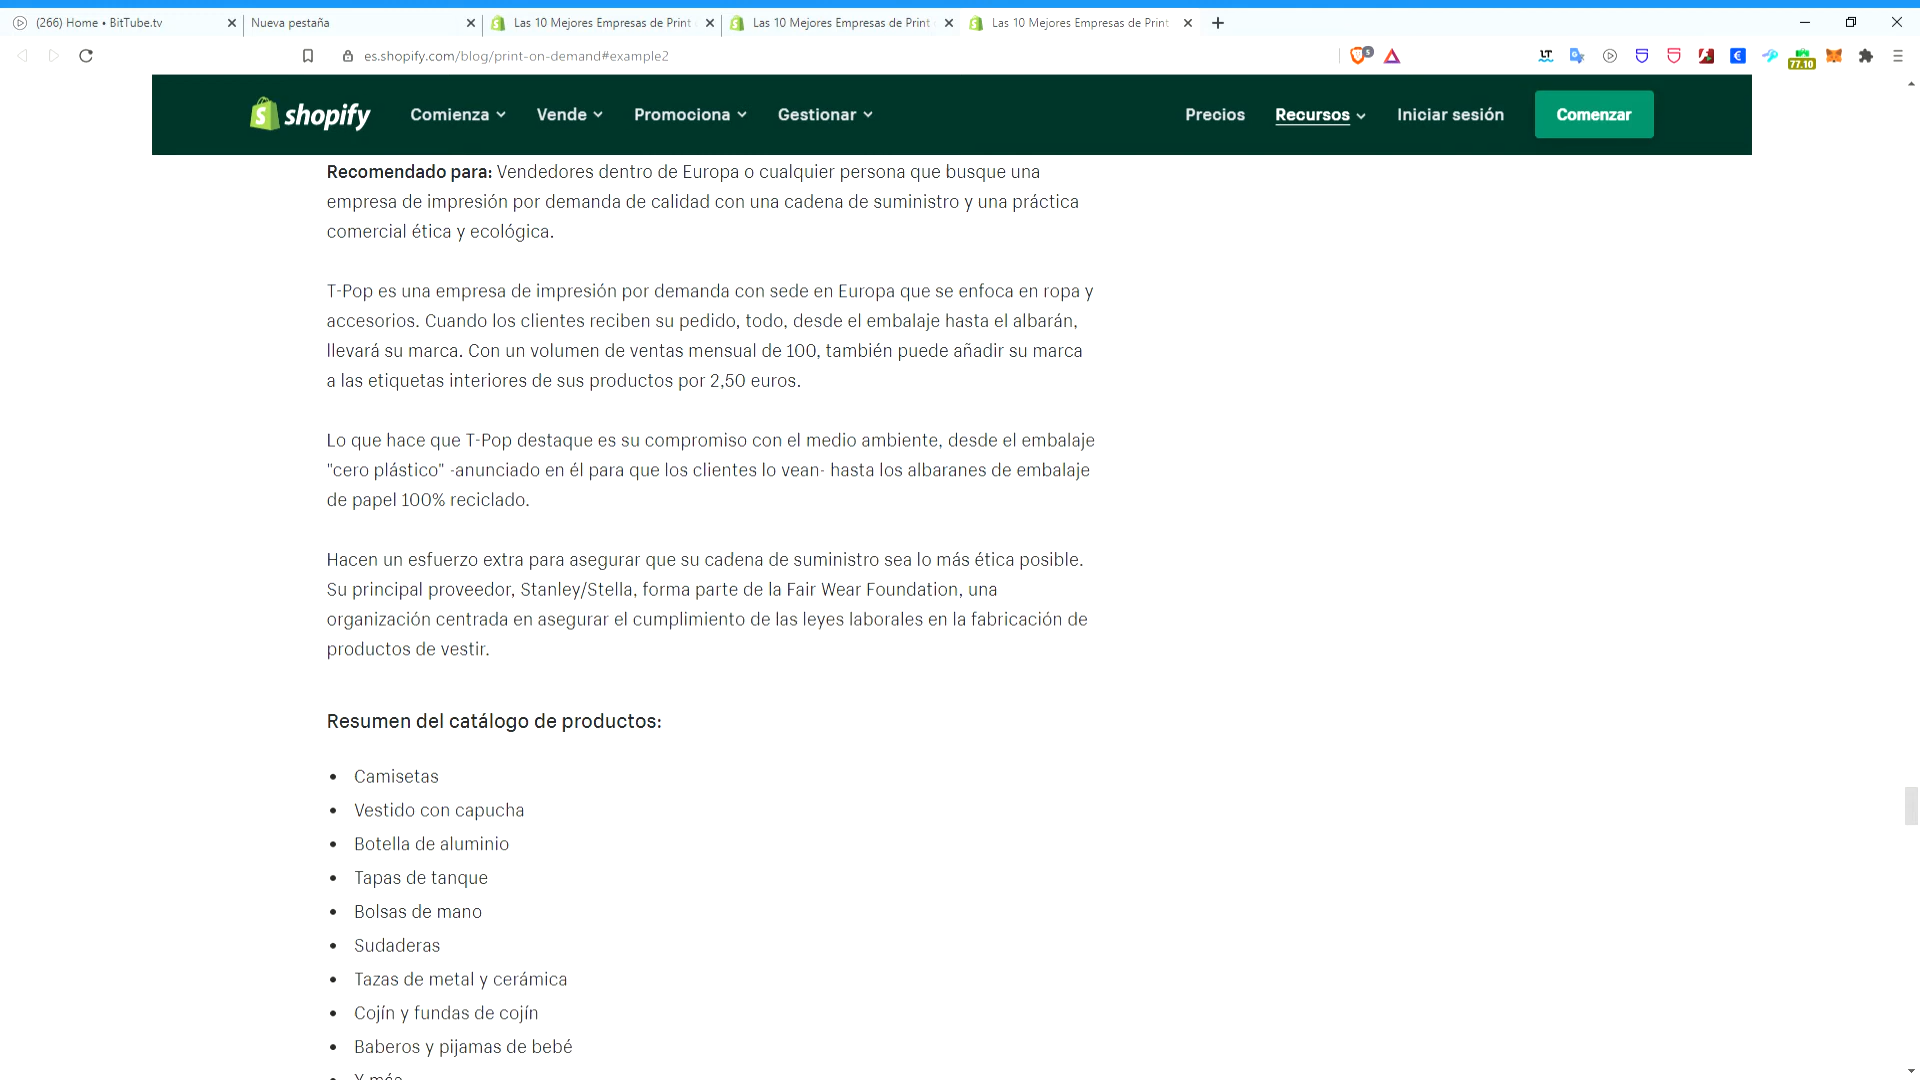 (266) Home • BitTube.tv
Nueva pestaña
Las 10 Mejores Empresas de Print
Las 10 Mejores Empresas de Print
Las 10 Mejores Empresas de Print
es.shopify.com/blog/print-on-demand#example2
5
LT
77.10
shopify
Comienza
Vende
Promociona
Gestionar
Precios
Recursos
Iniciar sesión
Comenzar
Recomendado para: Vendedores dentro de Europa o cualquier persona que busque una
empresa de impresión por demanda de calidad con una cadena de suministro y una práctica
comercial ética y ecológica.
T-Pop es una empresa de impresión por demanda con sede en Europa que se enfoca en ropa y
accesorios. Cuando los clientes reciben su pedido, todo, desde el embalaje hasta el albarán,
llevará su marca. Con un volumen de ventas mensual de 100, también puede añadir su marca
a las etiquetas interiores de sus productos por 2,50 euros.
Lo que hace que T-Pop destaque es su compromiso con el medio ambiente, desde el embalaje
"cero plástico" -anunciado en él para que los clientes lo vean- hasta los albaranes de embalaje
de papel 100% reciclado.
Hacen un esfuerzo extra para asegurar que su cadena de suministro sea lo más ética posible.
Su principal proveedor, Stanley/Stella, forma parte de la Fair Wear Foundation, una
organización centrada en asegurar el cumplimiento de las leyes laborales en la fabricación de
productos de vestir.
Resumen del catálogo de productos:
• Camisetas
• Vestido con capucha
• Botella de aluminio
• Tapas de tanque
• Bolsas de mano
• Sudaderas
• Tazas de metal y cerámica
• Cojín y fundas de cojín
• Baberos y pijamas de bebé
• Y más